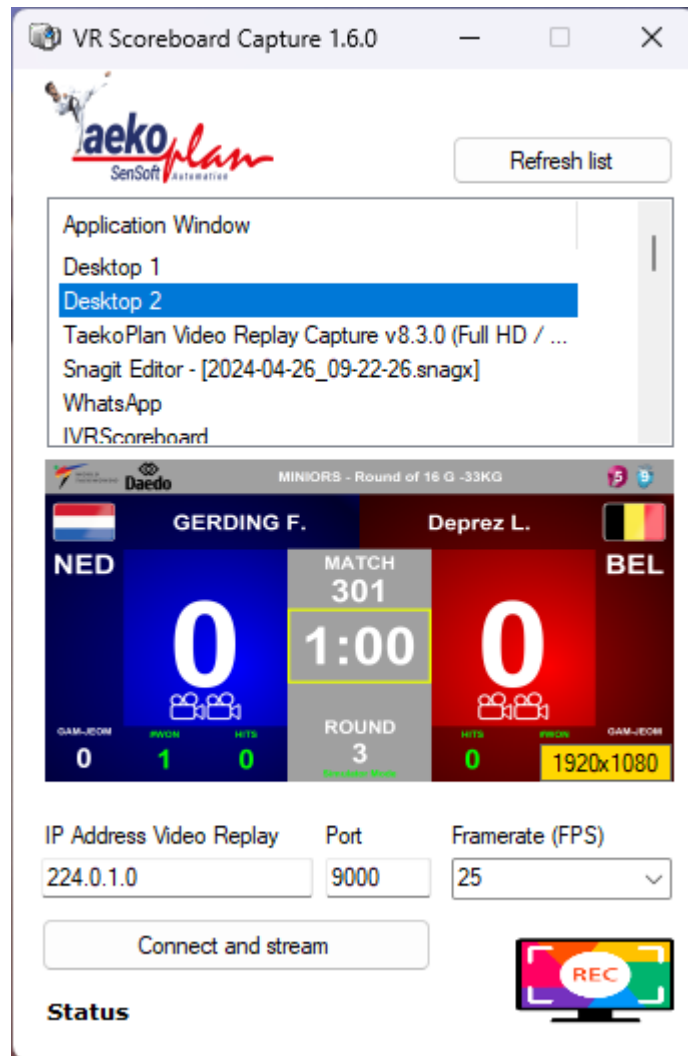 VR Scoreboard Capture 1.6.0
Taekoplan
SenSoft Automation
Refresh list
Application Window
Desktop 1
Desktop 2
TaekoPlan Video Replay Capture v8.3.0 (Full HD / ...
Snagit Editor - [2024-04-26_09-22-26.snagx]
WhatsApp
IVRScoreboard
Daedo MINIORS - Round of 16 G -33KG 5 9
GERDING F. Deprez L.
NED MATCH BEL
301
0 1:00 0
GAM-JEOM #WON HITS ROUND HITS #WON GAM-JEOM
0 1 0 3 0 1920x1080
IP Address Video Replay Port Framerate (FPS)
224.0.1.0 9000 25
Connect and stream
REC
Status